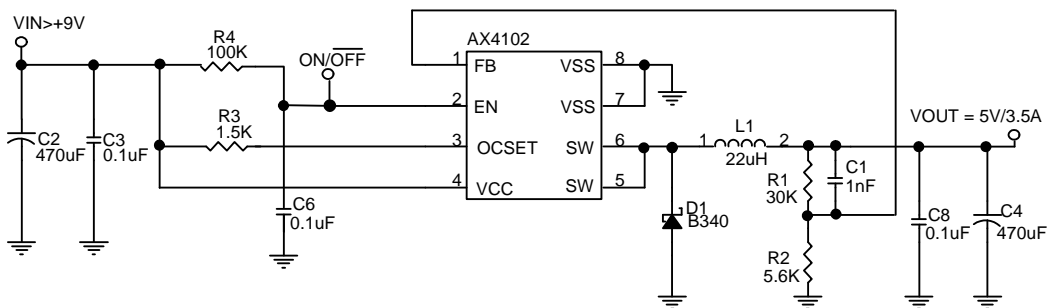 VIN>+9V
R4
100K
ON/OFF
AX4102
1
FB
VSS
8
2
EN
VSS
7
R3
1.5K
3
OCSET
SW
6
4
VCC
SW
5
C2
470uF
C3
0.1uF
C6
0.1uF
1
L1
2
22uH
D1
B340
R1
30K
C1
1nF
R2
5.6K
VOUT = 5V/3.5A
C8
0.1uF
C4
470uF